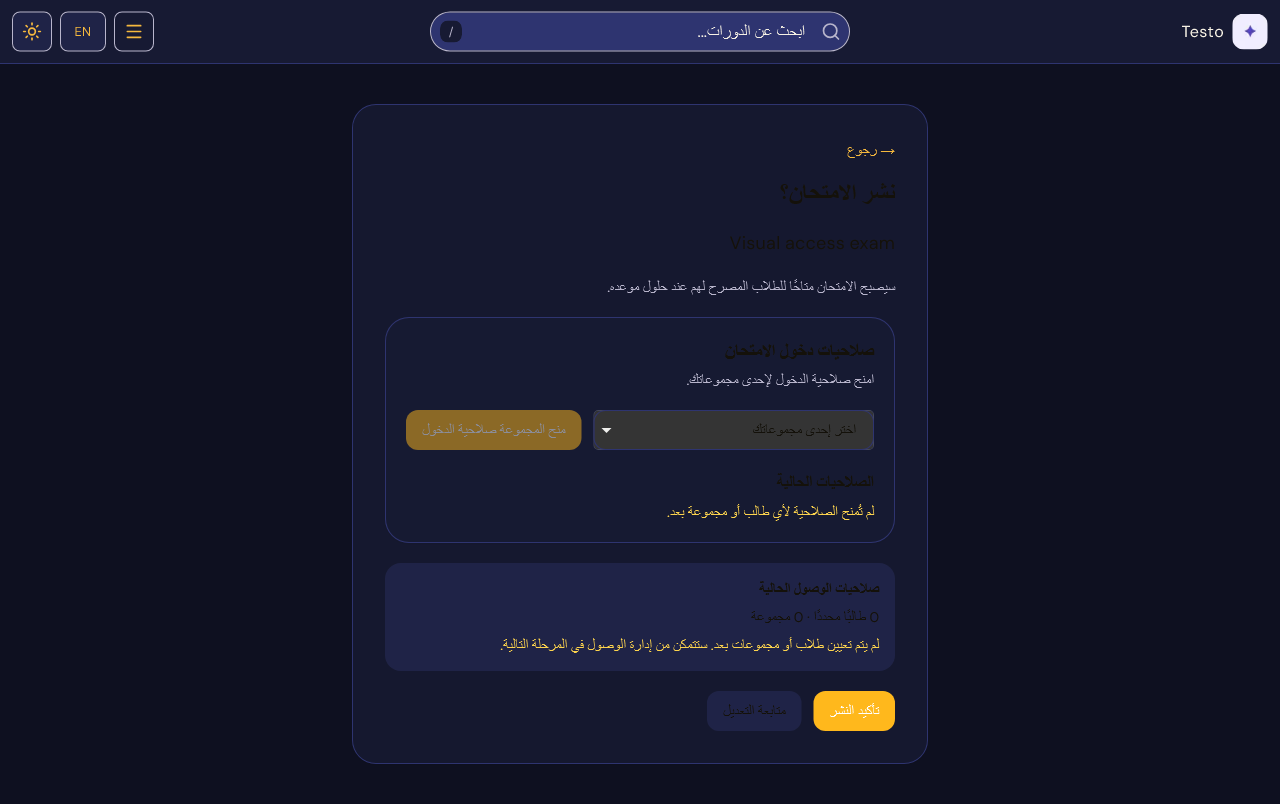 Testo
ابحث عن الدورات...
/
EN
→ رجوع
نشر الامتحان؟
Visual access exam
سيصبح الامتحان متاحًا للطلاب المصرح لهم عند حلول موعده.
صلاحيات دخول الامتحان
امنح صلاحية الدخول لإحدى مجموعاتك.
اختر إحدى مجموعاتك
منح المجموعة صلاحية الدخول
الصلاحيات الحالية
لم تُمنح الصلاحية لأي طالب أو مجموعة بعد.
صلاحيات الوصول الحالية
0 طالبًا محددًا · 0 مجموعة
لم يتم تعيين طلاب أو مجموعات بعد. ستتمكن من إدارة الوصول في المرحلة التالية.
تأكيد النشر
متابعة التعديل